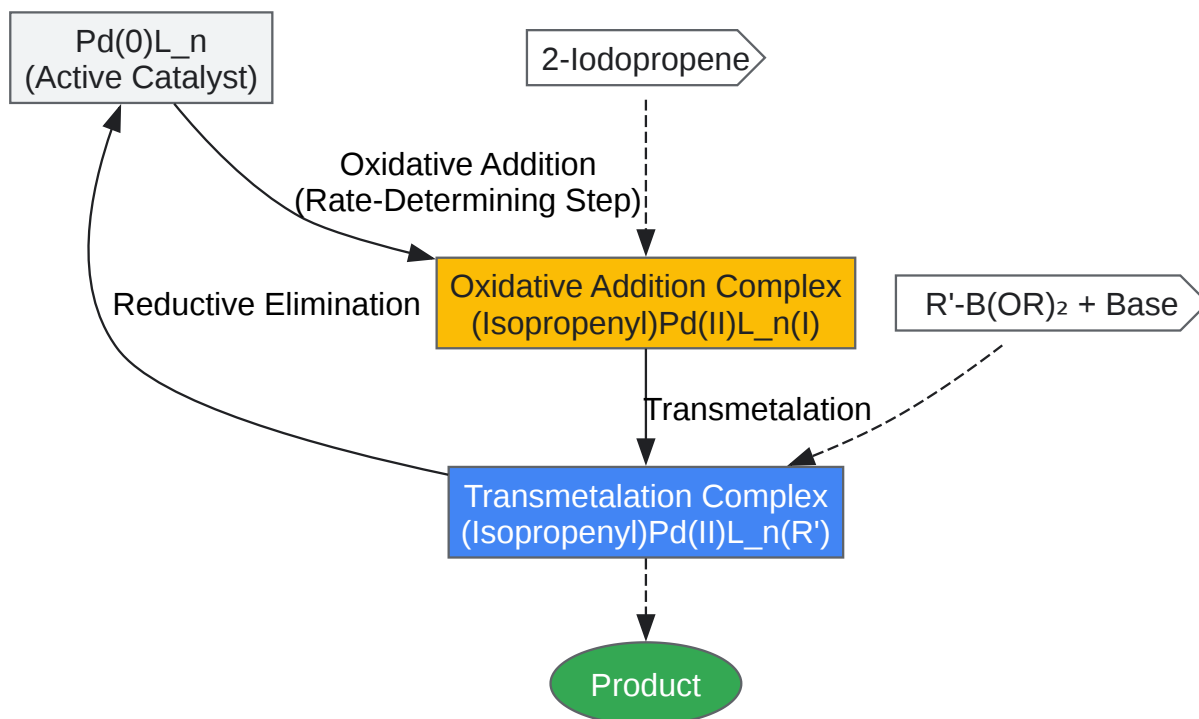 Pd(0)L_n
(Active Catalyst)
2-Iodopropene
Oxidative Addition
(Rate-Determining Step)
Oxidative Addition Complex
(Isopropenyl)Pd(II)L_n(I)
R'-B(OR)₂ + Base
Reductive Elimination
Transmetalation
Transmetalation Complex
(Isopropenyl)Pd(II)L_n(R')
Product